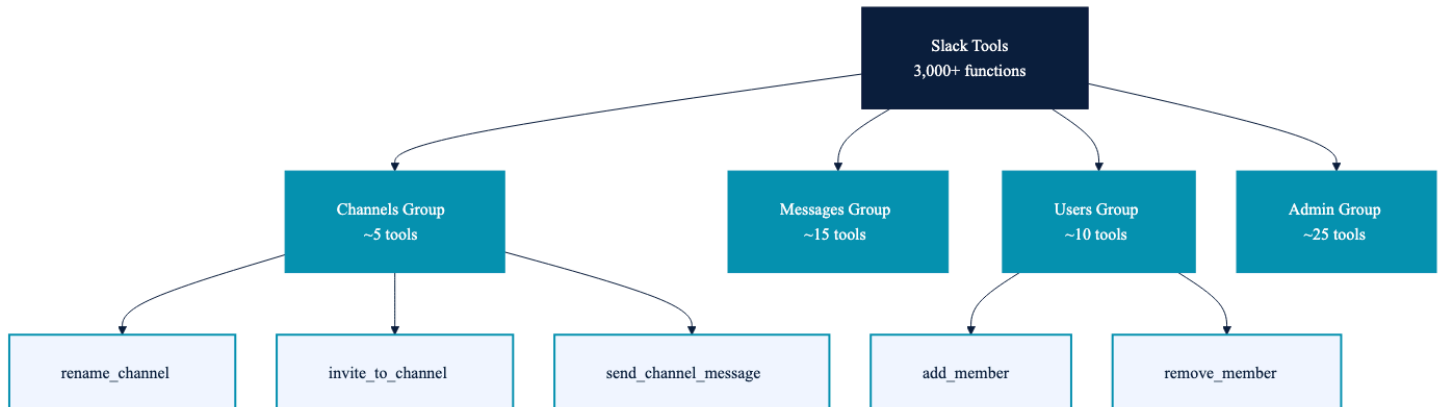 Slack Tools
3,000+ functions
Channels Group
~5 tools
Messages Group
~15 tools
Users Group
~10 tools
Admin Group
~25 tools
rename_channel
invite_to_channel
send_channel_message
add_member
remove_member